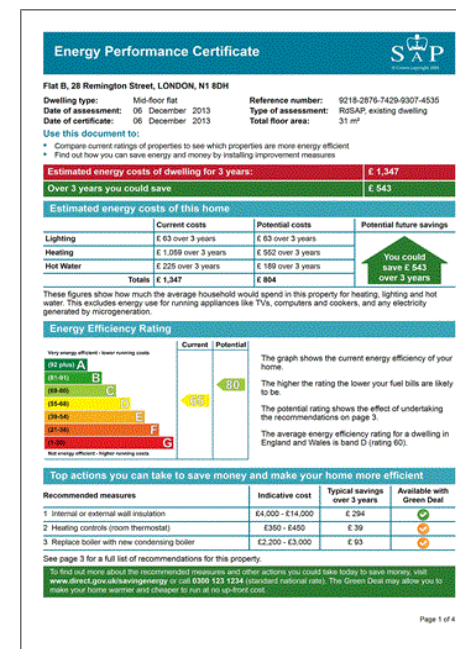 Energy Performance Certificate
SAP
Flat B, 28 Remington Street, LONDON, N1 8DH
Dwelling type: Mid-floor flat
Date of assessment: 06 December 2013
Date of certificate: 06 December 2013
Reference number: 9218-2876-7429-9307-4535
Type of assessment: RdSAP, existing dwelling
Total floor area: 31 m²
Use this document to:
• Compare current ratings of properties to see which properties are more energy efficient
• Find out how you can save energy and money by installing improvement measures
Estimated energy costs of dwelling for 3 years: £ 1,347
Over 3 years you could save £ 543
Estimated energy costs of this home
Current costs Potential costs Potential future savings
Lighting £ 63 over 3 years £ 63 over 3 years
Heating £ 1,059 over 3 years £ 552 over 3 years
Hot Water £ 225 over 3 years £ 189 over 3 years
Totals £ 1,347 £ 804
You could
save £ 543
over 3 years
These figures show how much the average household would spend in this property for heating, lighting and hot
water. This excludes energy use for running appliances like TVs, computers and cookers, and any electricity
generated by microgeneration.
Energy Efficiency Rating
Current Potential
Very energy efficient - lower running costs
(92 plus) A
(81-91) B
(69-80) C
(55-68) D
(39-54) E
(21-38) F
(1-20) G
Not energy efficient - higher running costs
80
The graph shows the current energy efficiency of your
home.
The higher the rating the lower your fuel bills are likely
to be.
The potential rating shows the effect of undertaking
the recommendations on page 3.
The average energy efficiency rating for a dwelling in
England and Wales is band D (rating 60).
Top actions you can take to save money and make your home more efficient
Recommended measures Indicative cost Typical savings over 3 years Available with Green Deal
1 Internal or external wall insulation £4,000 - £14,000 £ 294
2 Heating controls (room thermostat) £350 - £450 £ 39
3 Replace boiler with new condensing boiler £2,200 - £3,000 £ 93
See page 3 for a full list of recommendations for this property.
To find out more about the recommended measures and other actions you could take today to save money, visit
www.direct.gov.uk/savingenergy or call 0300 123 1234 (standard national rate). The Green Deal may allow you to
make your home warmer and cheaper to run at no up-front cost.
Page 1 of 4